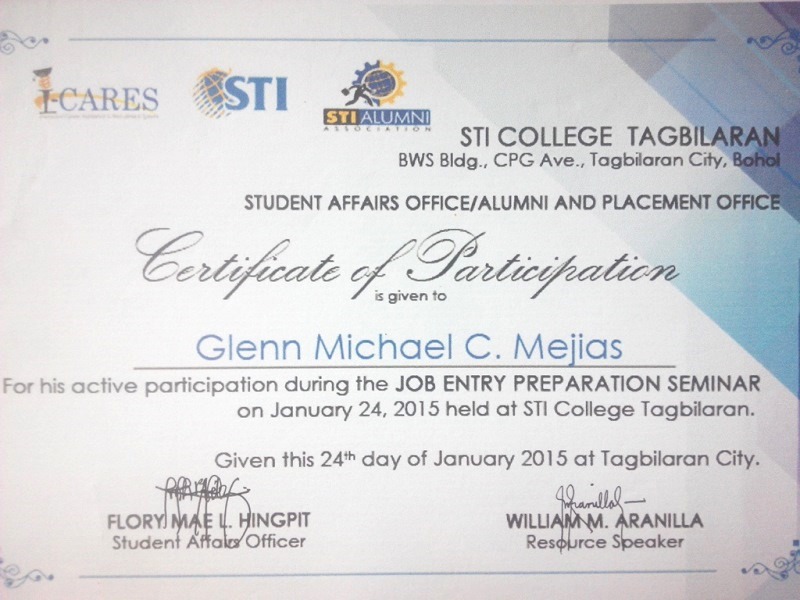 I-CARES
STI
STI ALUMNI
ASSOCIATION
STI COLLEGE TAGBILARAN
BWS Bldg., CPG Ave., Tagbilaran City, Bohol
STUDENT AFFAIRS OFFICE/ALUMNI AND PLACEMENT OFFICE
Certificate of Participation
is given to
Glenn Michael C. Mejias
For his active participation during the JOB ENTRY PREPARATION SEMINAR
on January 24, 2015 held at STI College Tagbilaran.
Given this 24th day of January 2015 at Tagbilaran City.
FLORY MAE L. HINGPIT
Student Affairs Officer
WILLIAM M. ARANILLA
Resource Speaker